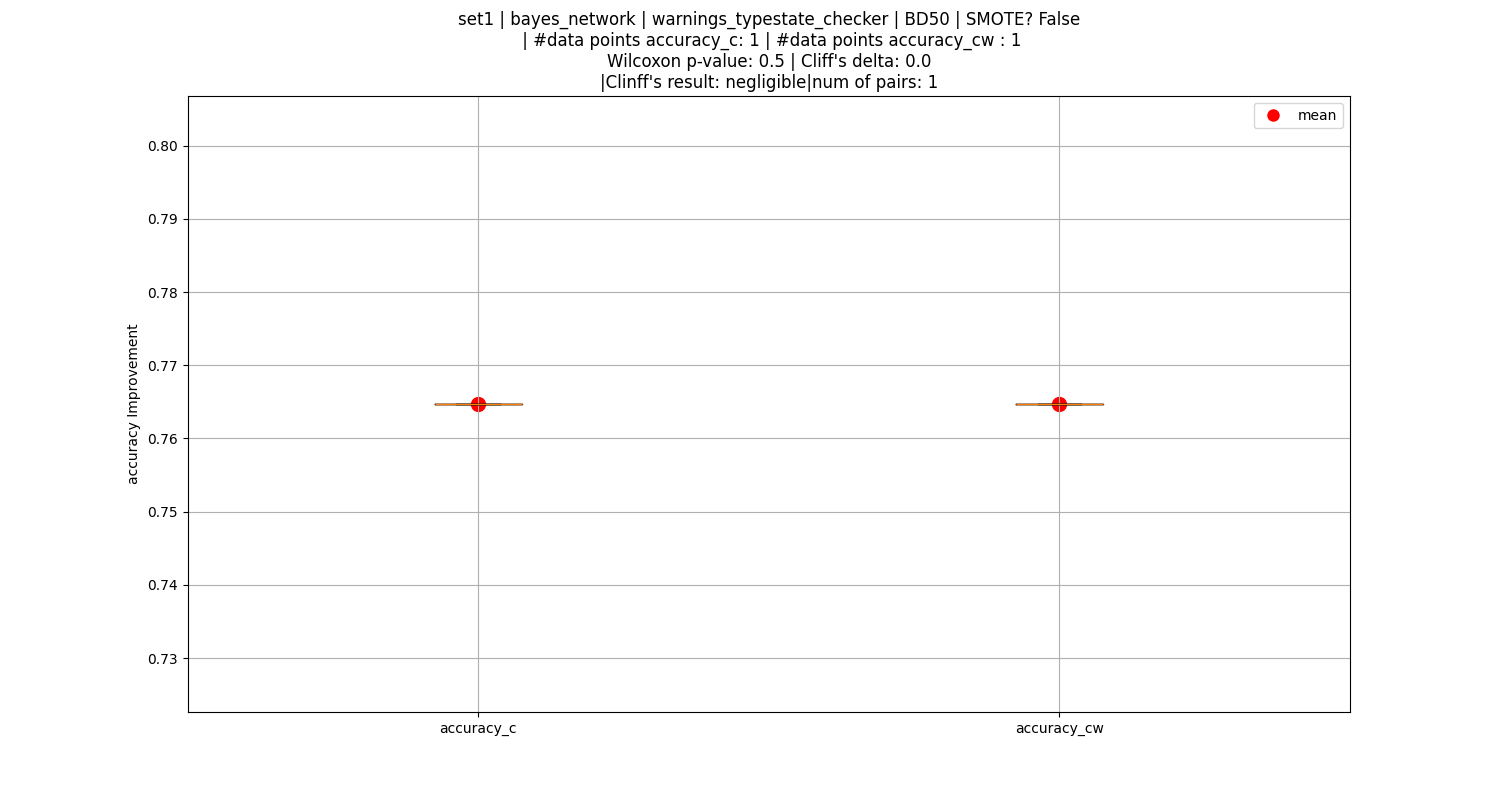 set1 | bayes_network | warnings_typestate_checker | BD50 | SMOTE? False
| #data points accuracy_c: 1 | #data points accuracy_cw : 1
Wilcoxon p-value: 0.5 | Cliff's delta: 0.0
|Clinff's result: negligible|num of pairs: 1
mean
0.80
0.79
0.78
0.77
0.76
0.75
0.74
0.73
accuracy Improvement
accuracy_c
accuracy_cw